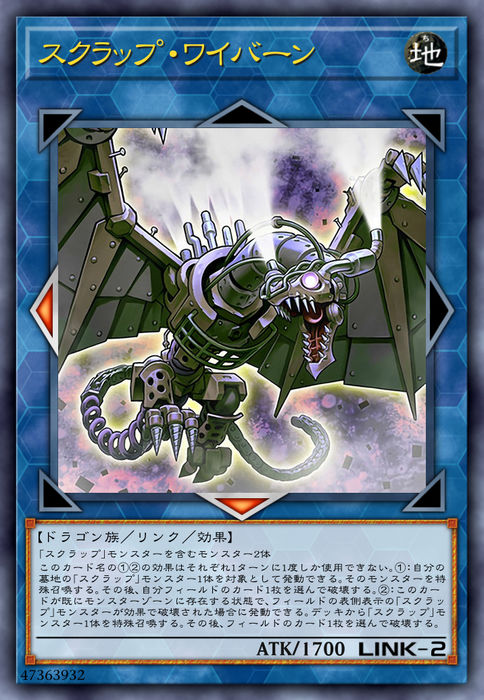 スクラップ・ワイバーン
ち
地
【ドラゴン族／リンク／効果】
「スクラップ」モンスターを含むモンスター2体
このカード名の①②の効果はそれぞれ1ターンに1度しか使用できない。①：自分の
墓地の「スクラップ」モンスター1体を対象として発動できる。そのモンスターを特
殊召喚する。その後、自分フィールドのカード1枚を選んで破壊する。②：このカー
ドが既にモンスターゾーンに存在する状態で、フィールドの表側表示の「スクラッ
プ」モンスターが効果で破壊された場合に発動できる。デッキから「スクラップ」モ
ンスター1体を特殊召喚する。その後、フィールドのカード1枚を選んで破壊する。
ATK/1700 LINK-2
47363932